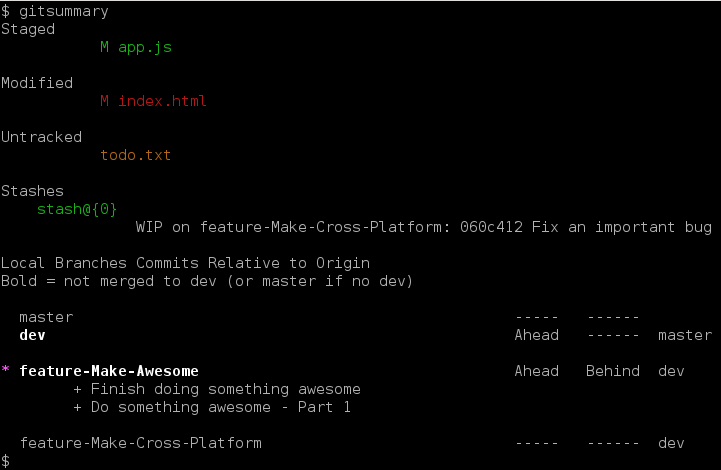 $ gitsummary
Staged
M app.js
Modified
M index.html
Untracked
todo.txt
Stashes
stash@{0}
WIP on feature-Make-Cross-Platform: 060c412 Fix an important bug
Local Branches Commits Relative to Origin
Bold = not merged to dev (or master if no dev)
master ----- ------
dev Ahead ------ master
* feature-Make-Awesome Ahead Behind dev
+ Finish doing something awesome
+ Do something awesome - Part 1
feature-Make-Cross-Platform ----- ------ dev
$